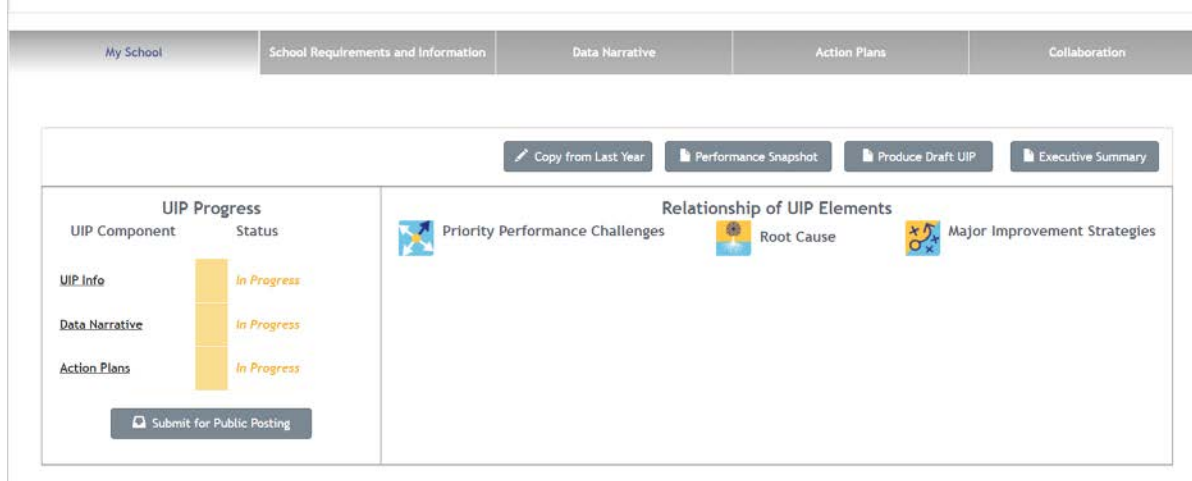 My School School Requirements and Information Data Narrative Action Plans Collaboration
Copy from Last Year Performance Snapshot Produce Draft UIP Executive Summary
UIP Progress
UIP Component Status
UIP Info In Progress
Data Narrative In Progress
Action Plans In Progress
Submit for Public Posting
Relationship of UIP Elements
Priority Performance Challenges Root Cause Major Improvement Strategies